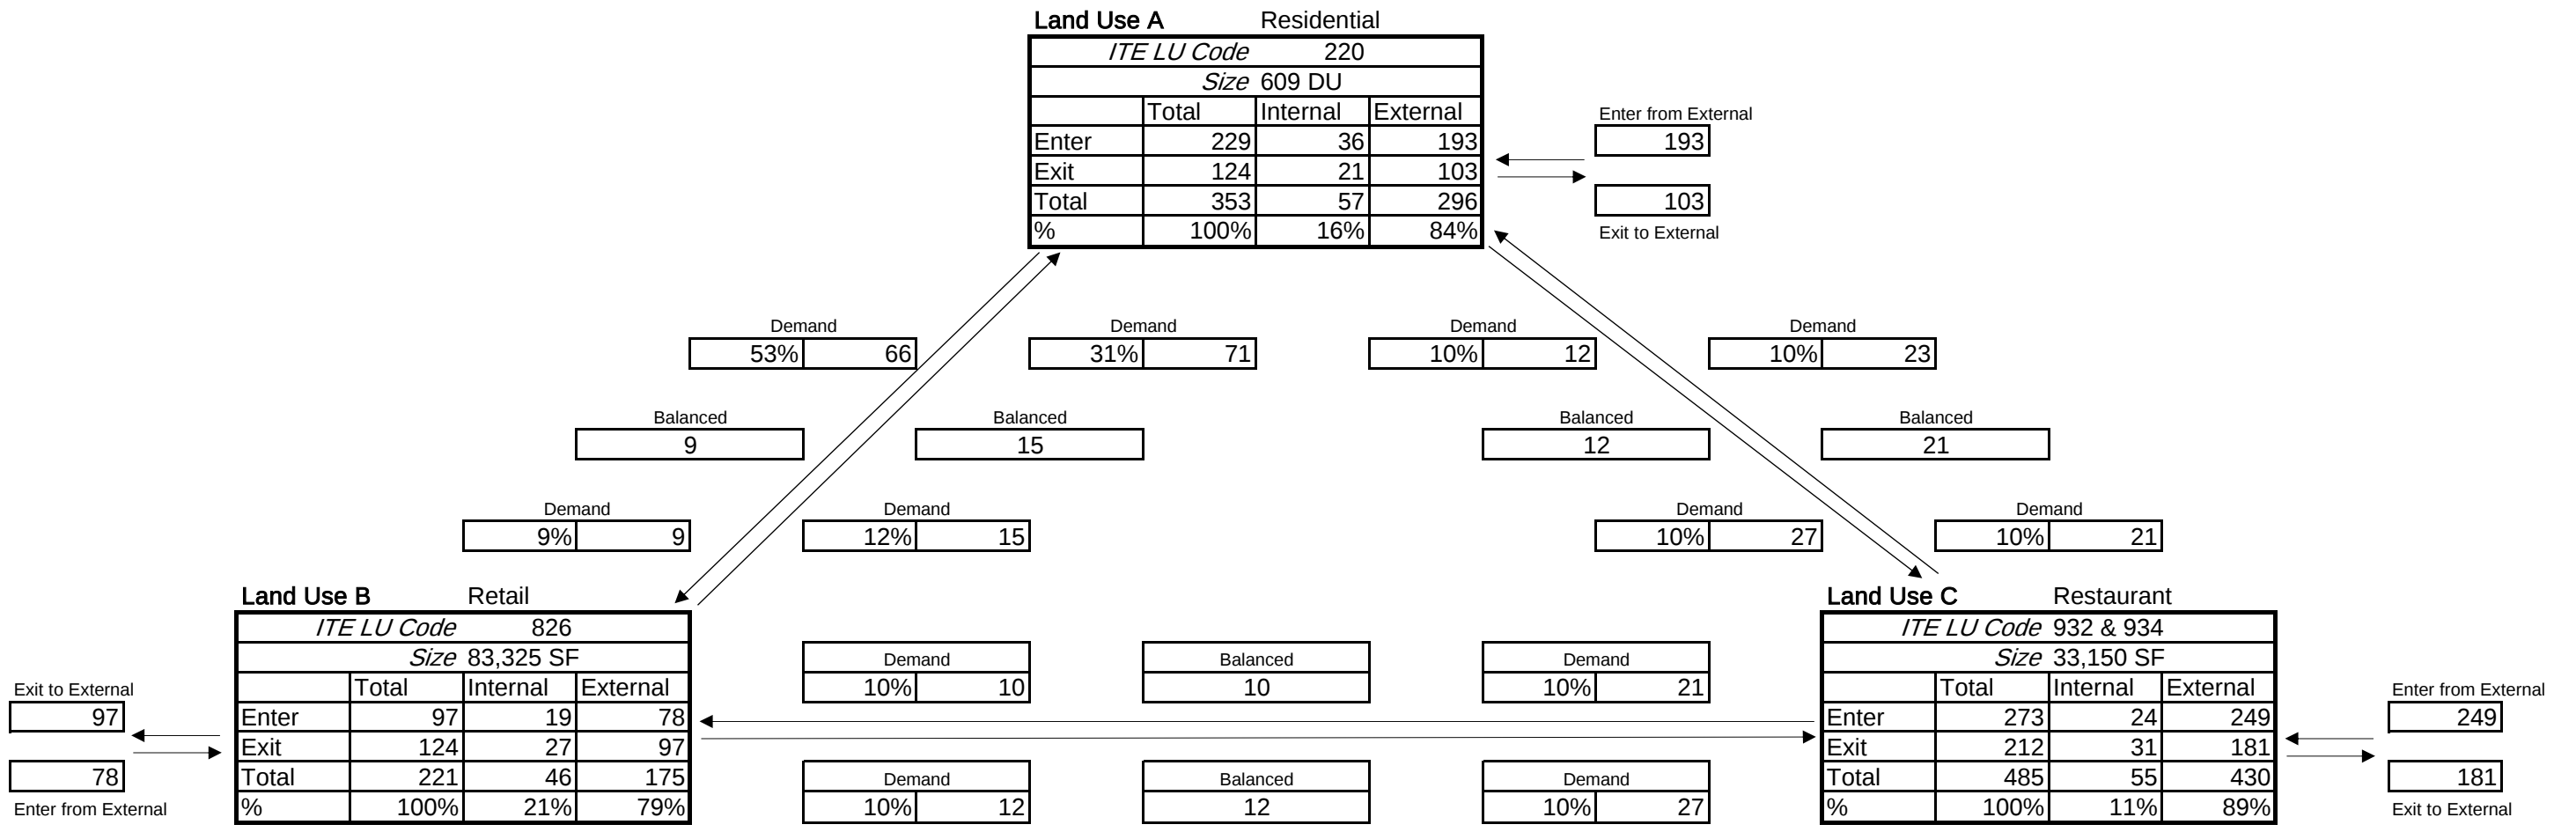 Land Use A Residential
ITE LU Code 220
Size 609 DU
Total Internal External
Enter 229 36 193
Exit 124 21 103
Total 353 57 296
% 100% 16% 84%
Enter from External
193
103
Exit to External
Demand Demand Demand Demand
53% 66 31% 71 10% 12 10% 23
Balanced Balanced Balanced Balanced
9 15 12 21
Demand Demand Demand Demand
9% 9 12% 15 10% 27 10% 21
Land Use B Retail
ITE LU Code 826
Size 83,325 SF
Total Internal External
Enter 97 19 78
Exit 124 27 97
Total 221 46 175
% 100% 21% 79%
Exit to External
97
78
Enter from External
Demand Balanced Demand
10% 10 10 10% 21
Demand Balanced Demand
10% 12 12 10% 27
Land Use C Restaurant
ITE LU Code 932 & 934
Size 33,150 SF
Total Internal External
Enter 273 24 249
Exit 212 31 181
Total 485 55 430
% 100% 11% 89%
Enter from External
249
181
Exit to External